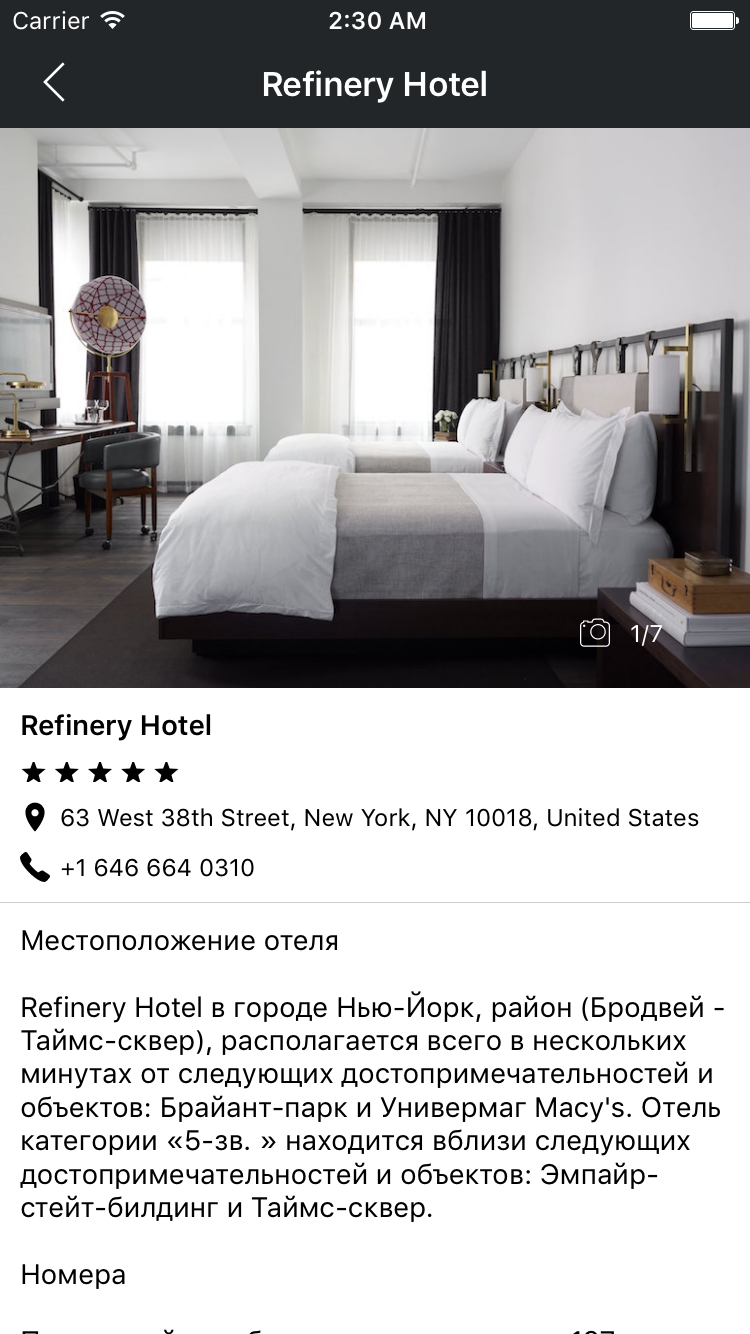 Carrier 2:30 AM
Refinery Hotel
1/7
Refinery Hotel
63 West 38th Street, New York, NY 10018, United States
+1 646 664 0310
Местоположение отеля
Refinery Hotel в городе Нью-Йорк, район (Бродвей -
Таймс-сквер), располагается всего в нескольких
минутах от следующих достопримечательностей и
объектов: Брайант-парк и Универмаг Macy's. Отель
категории «5-зв. » находится вблизи следующих
достопримечательностей и объектов: Эмпайр-
стейт-билдинг и Таймс-сквер.
Номера